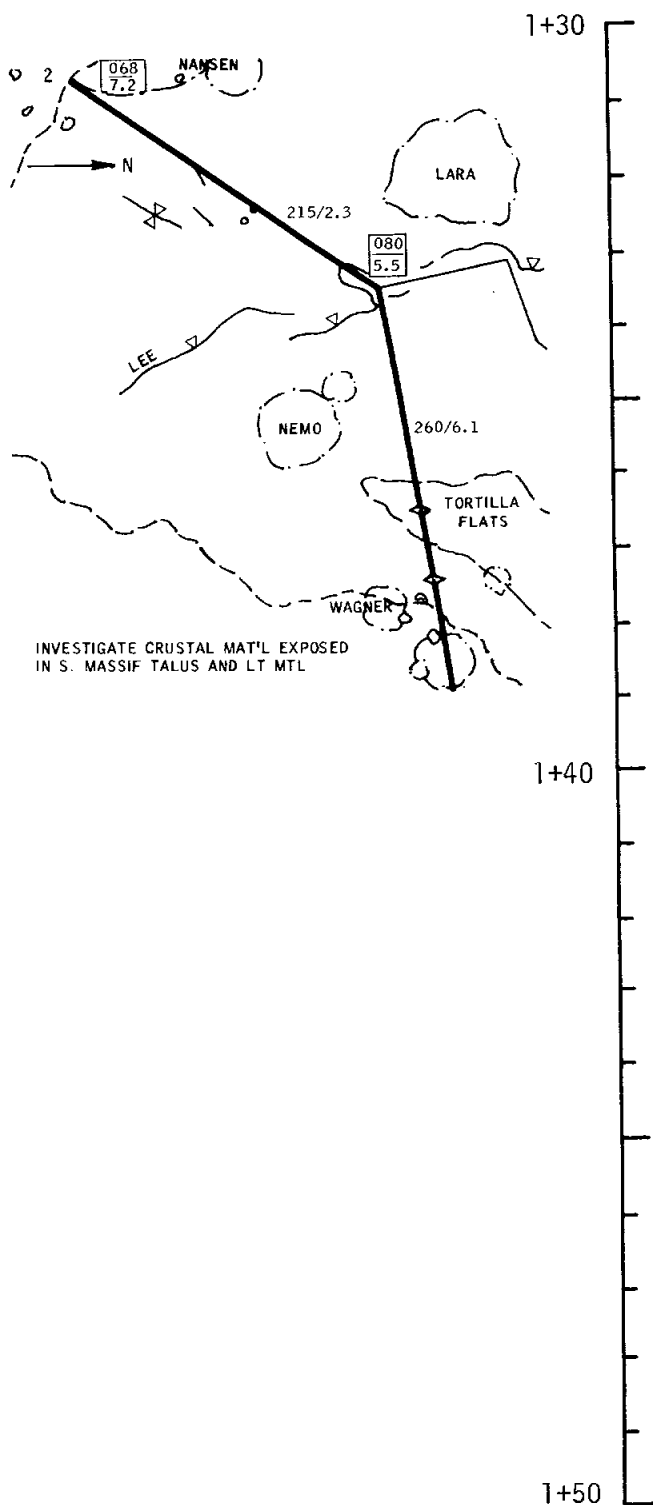 1+30
2
068
7.2
NANSEN
N
LARA
215/2.3
080
5.5
LEE
NEMO
260/6.1
TORTILLA
FLATS
WAGNER
INVESTIGATE CRUSTAL MAT'L EXPOSED
IN S. MASSIF TALUS AND LT MTL
1+40
1+50